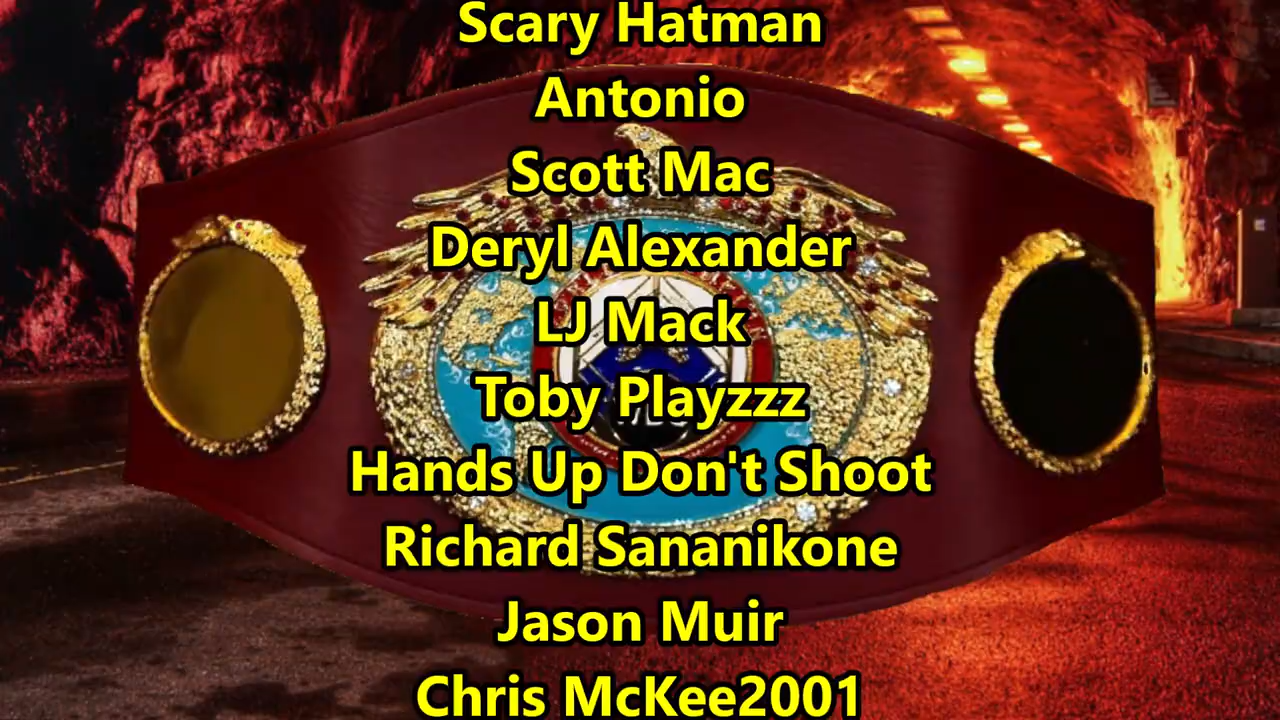 Scary Hatman
Antonio
Scott Mac
Deryl Alexander
LJ Mack
Toby Playzzz
Hands Up Don't Shoot
Richard Sananikone
Jason Muir
Chris McKee2001